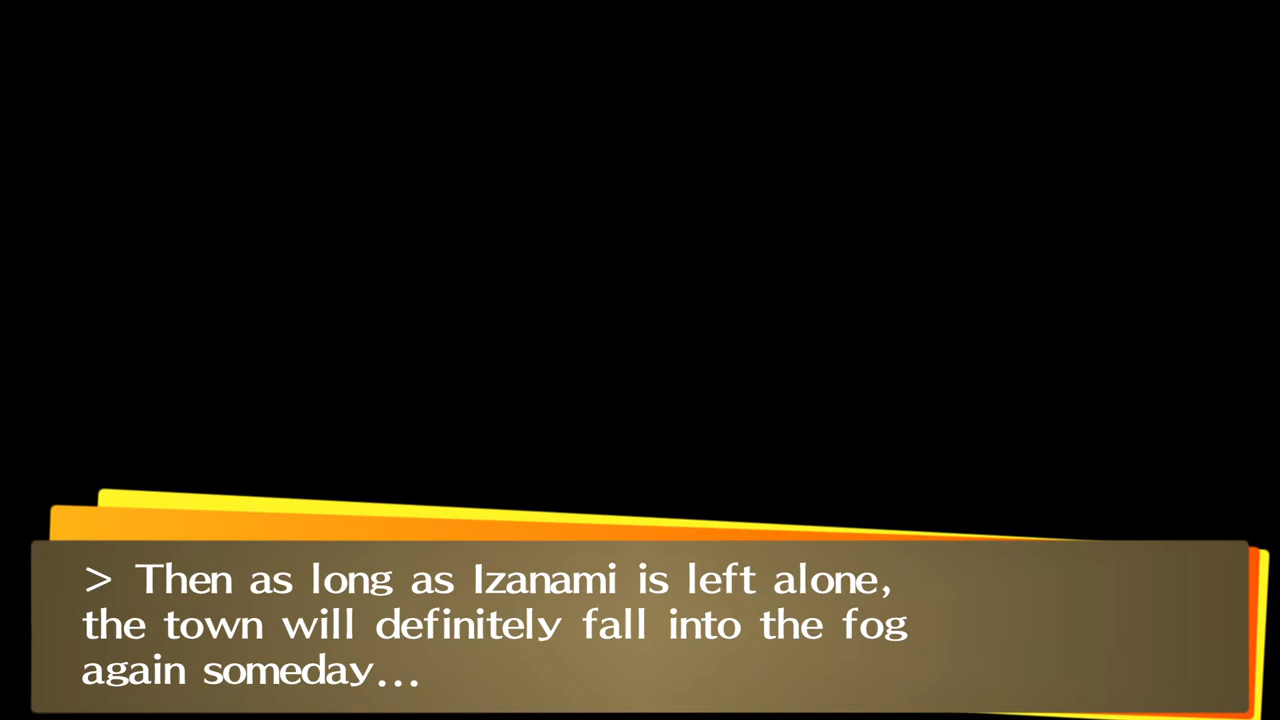 > Then as long as Izanami is left alone,
the town will definitely fall into the fog
again someday...